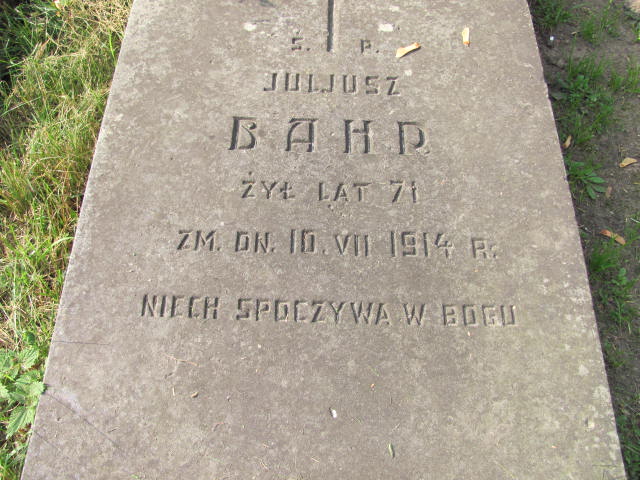 Ś. P.
JULJUSZ
BAHR
ŻYŁ LAT 71
ZM. DN. 10. VII 1914 R.
NIECH SPOCZYWA W BOGU